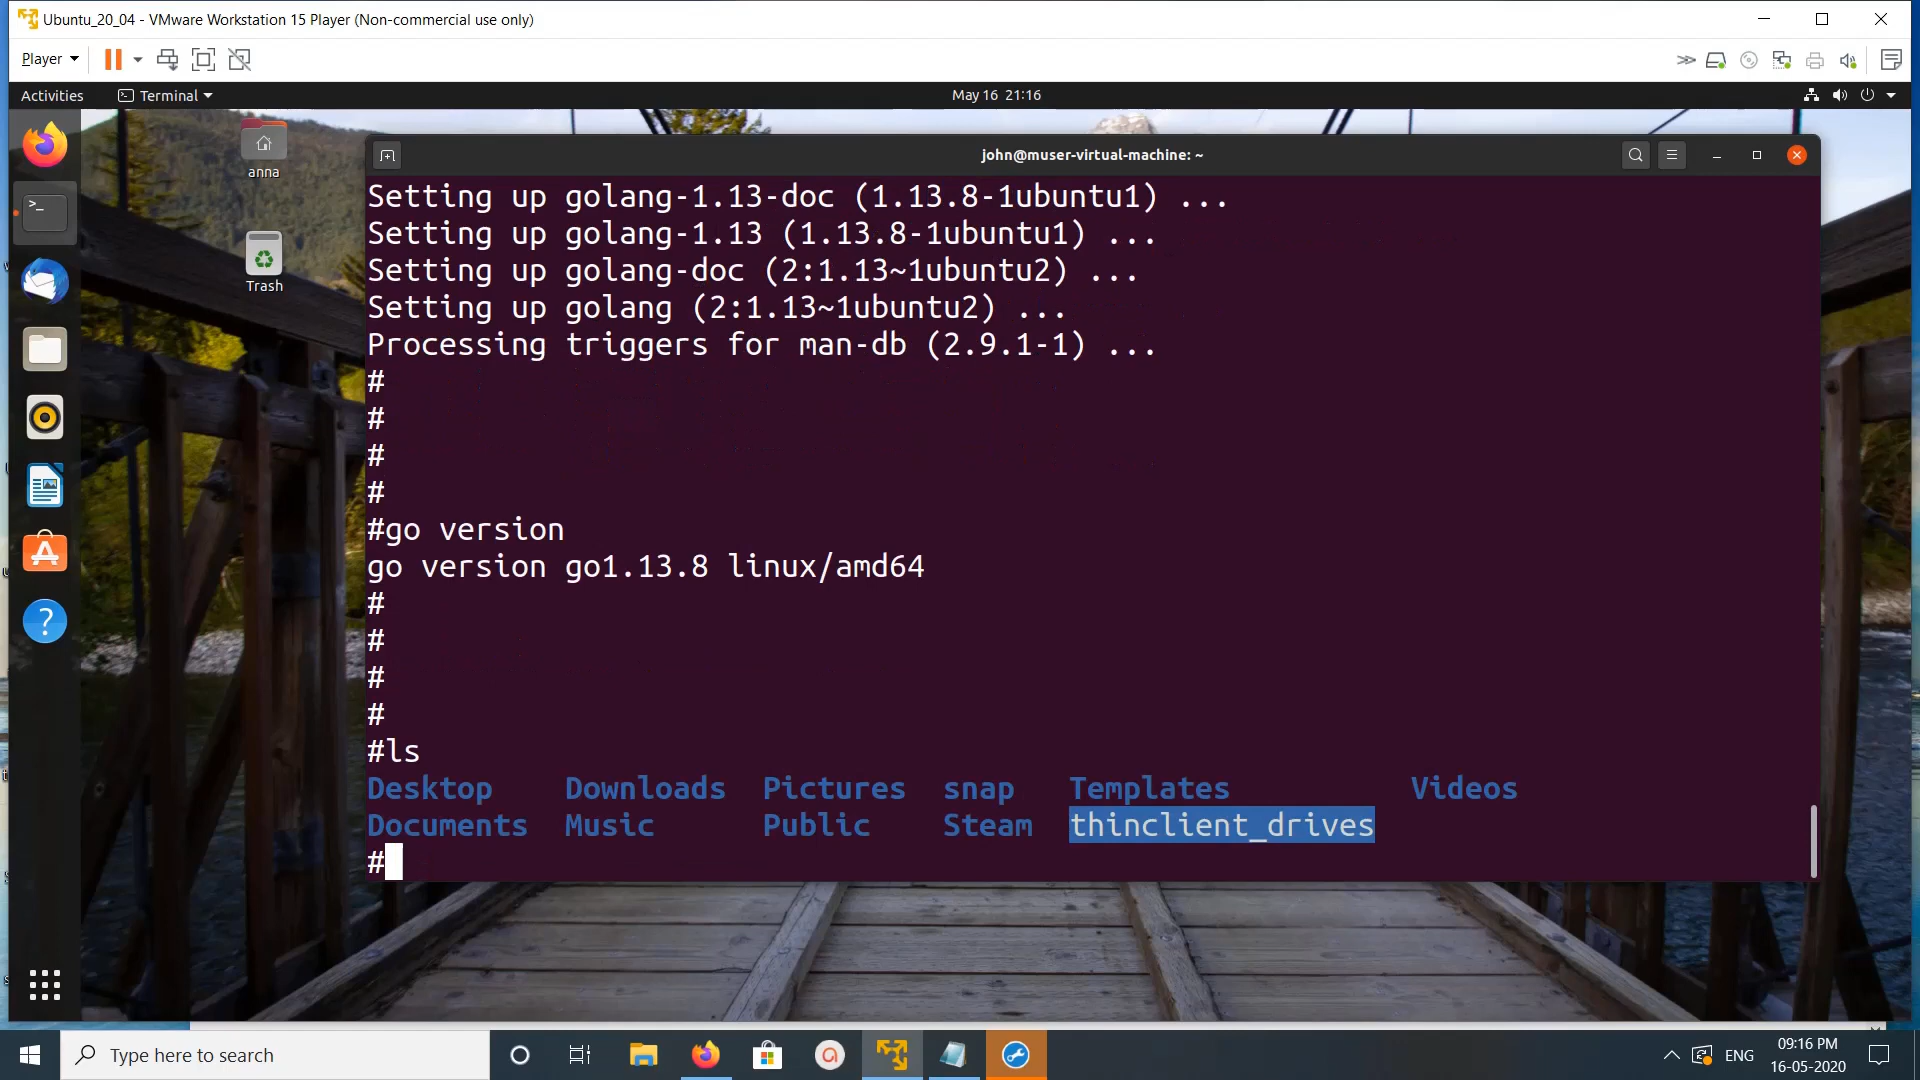 Ubuntu_20_04 - VMware Workstation 15 Player (Non-commercial use only)
Player
Activities
Terminal
May 16 21:16
anna
Trash
john@muser-virtual-machine: ~
Setting up golang-1.13-doc (1.13.8-1ubuntu1) ...
Setting up golang-1.13 (1.13.8-1ubuntu1) ...
Setting up golang-doc (2:1.13~1ubuntu2) ...
Setting up golang (2:1.13~1ubuntu2) ...
Processing triggers for man-db (2.9.1-1) ...
#
#
#
#
#go version
go version go1.13.8 linux/amd64
#
#
#
#
#ls
Desktop Downloads Pictures snap Templates Videos
Documents Music Public Steam thinclient_drives
#
Type here to search
ENG
09:16 PM
16-05-2020